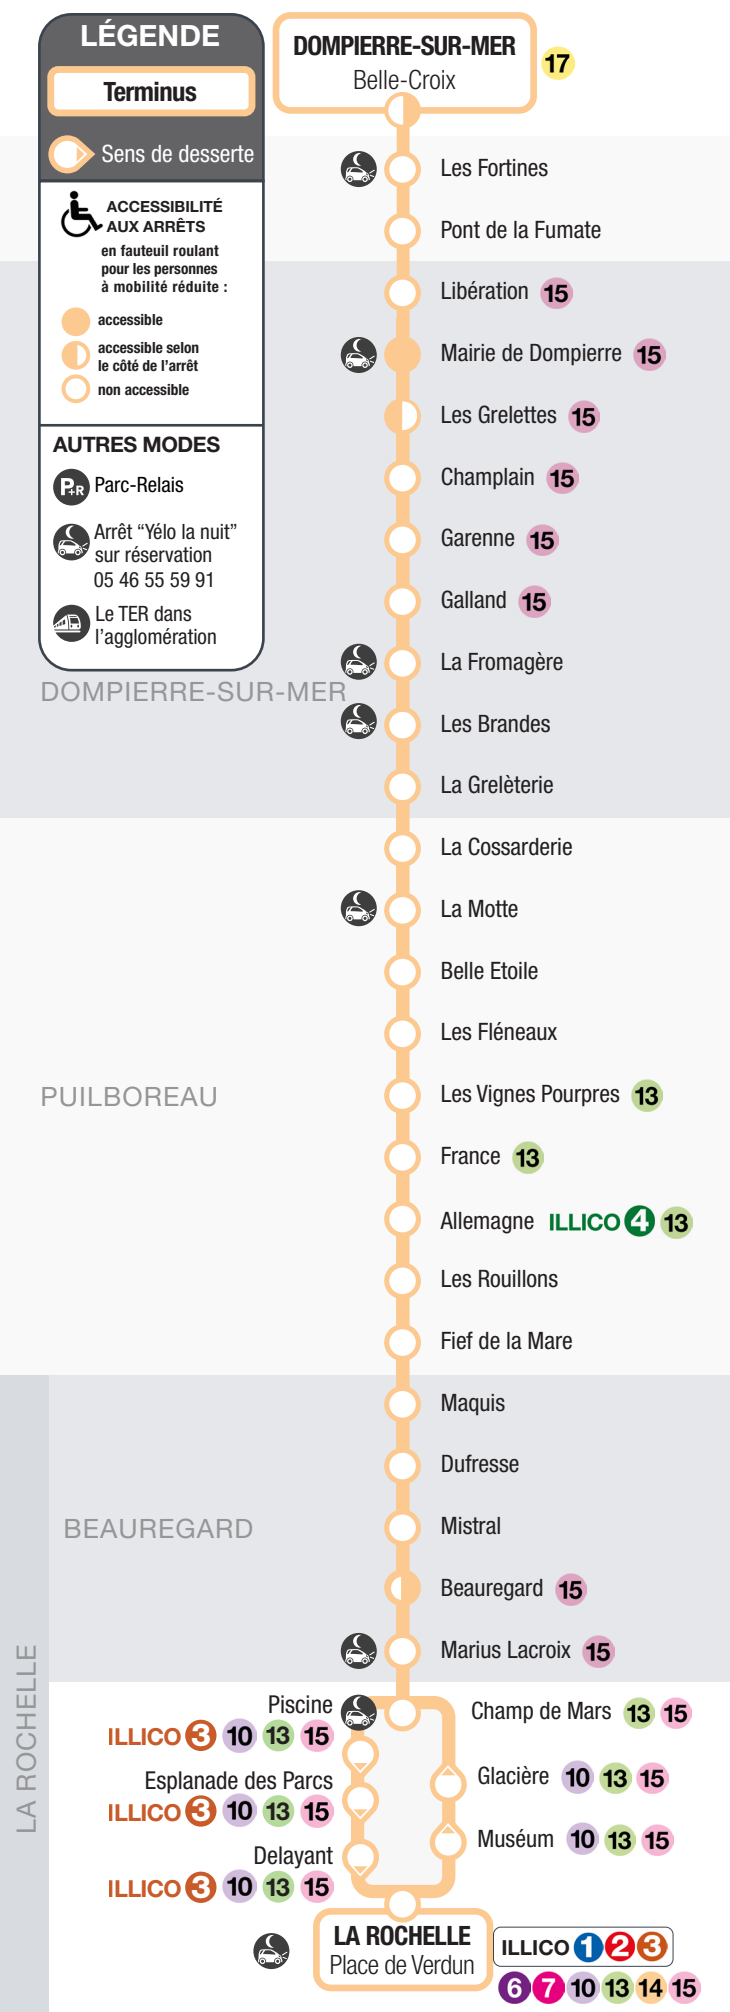 LÉGENDE
Terminus
Sens de desserte
ACCESSIBILITÉ
AUX ARRÊTS
en fauteuil roulant
pour les personnes
à mobilité réduite :
accessible
accessible selon
le côté de l'arrêt
non accessible
AUTRES MODES
P+R Parc-Relais
Arrêt “Yélo la nuit”
sur réservation
05 46 55 59 91
Le TER dans
l'agglomération
DOMPIERRE-SUR-MER
Belle-Croix
17
Les Fortines
Pont de la Fumate
Libération 15
Mairie de Dompierre 15
Les Grelettes 15
Champlain 15
Garenne 15
Galland 15
La Fromagère
DOMPIERRE-SUR-MER
Les Brandes
La Grelèterie
La Cossarderie
La Motte
Belle Etoile
Les Fléneaux
PUILBOREAU
Les Vignes Pourpres 13
France 13
Allemagne ILLICO 4 13
Les Rouillons
Fief de la Mare
Maquis
Dufresse
BEAUREGARD
Mistral
Beauregard 15
Marius Lacroix 15
LA ROCHELLE
Piscine
ILLICO 3 10 13 15
Esplanade des Parcs
ILLICO 3 10 13 15
Delayant
ILLICO 3 10 13 15
Champ de Mars 13 15
Glacière 10 13 15
Muséum 10 13 15
LA ROCHELLE
Place de Verdun
ILLICO 1 2 3
6 7 10 13 14 15